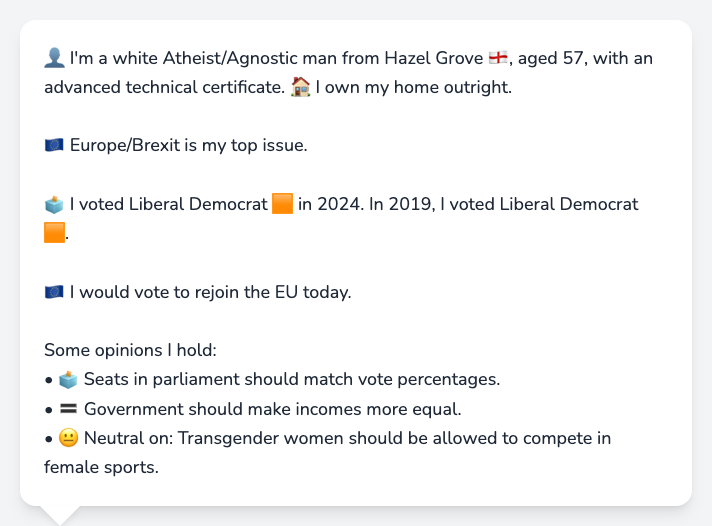 👤 I'm a white Atheist/Agnostic man from Hazel Grove 🏴󠁧󠁢󠁥󠁮󠁧󠁿, aged 57, with an
advanced technical certificate. 🏠 I own my home outright.
🇪🇺 Europe/Brexit is my top issue.
🗳️ I voted Liberal Democrat 🟧 in 2024. In 2019, I voted Liberal Democrat
🟧.
🇪🇺 I would vote to rejoin the EU today.
Some opinions I hold:
• 🗳️ Seats in parliament should match vote percentages.
• 🟰 Government should make incomes more equal.
• 😐 Neutral on: Transgender women should be allowed to compete in
female sports.